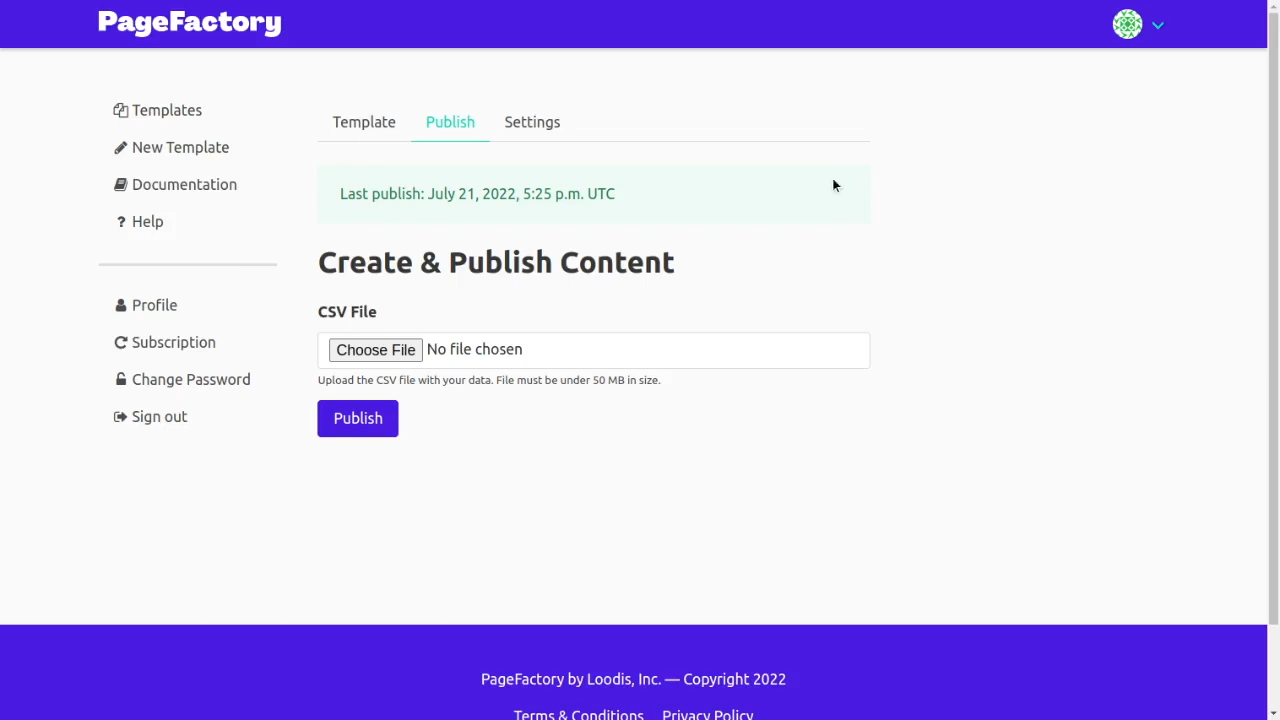 PageFactory
Templates
New Template
Documentation
? Help
Profile
Subscription
Change Password
Sign out
Template Publish Settings
Last publish: July 21, 2022, 5:25 p.m. UTC
Create & Publish Content
CSV File
Choose File No file chosen
Upload the CSV file with your data. File must be under 50 MB in size.
Publish
PageFactory by Loodis, Inc. — Copyright 2022
Terms & Conditions Privacy Policy